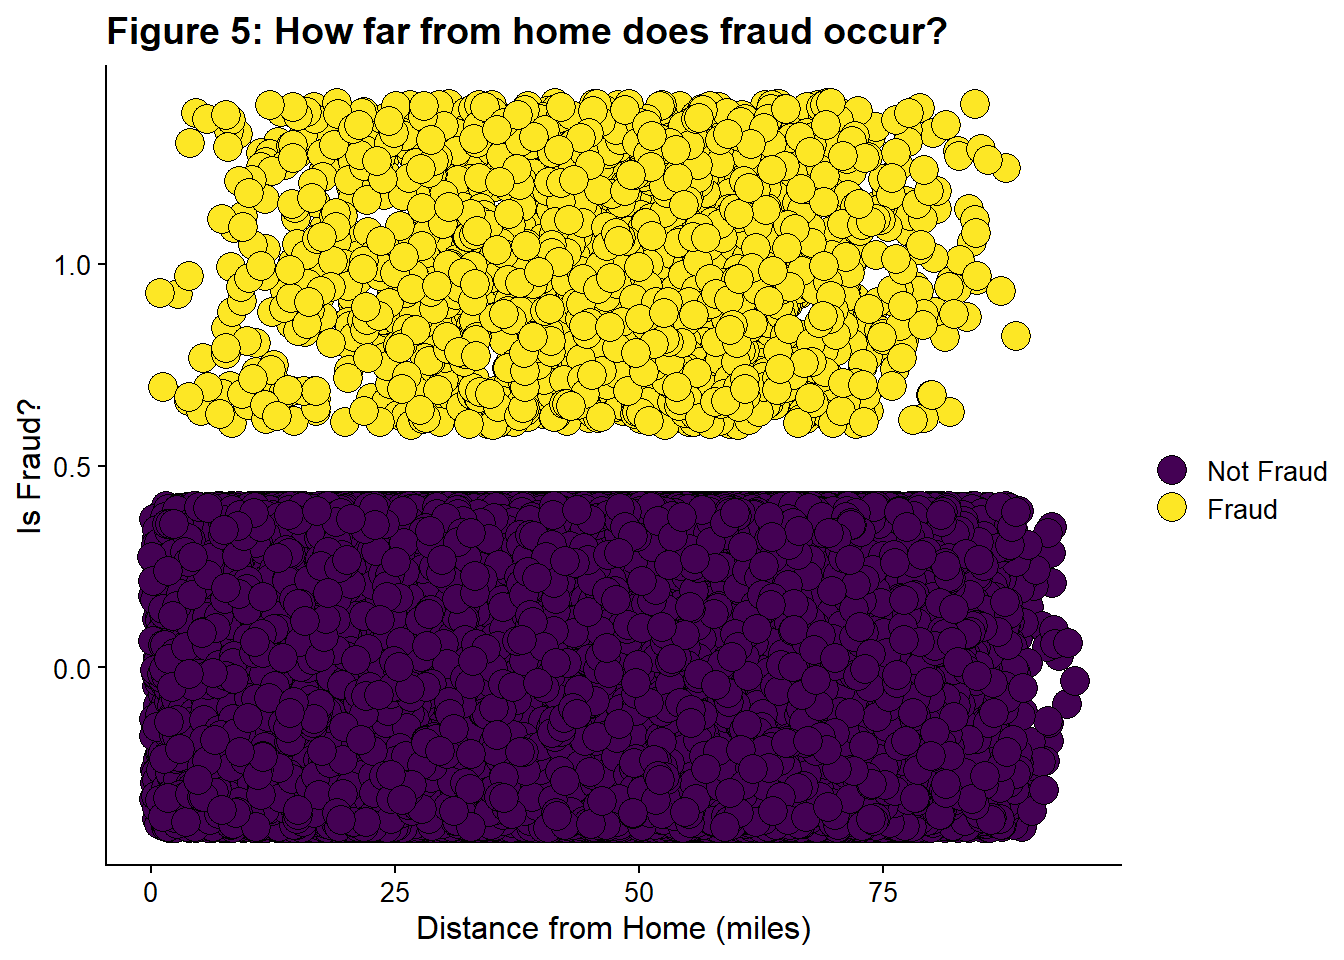 Figure 5: How far from home does fraud occur?
1.0
0.5
0.0
Is Fraud?
0 25 50 75
Distance from Home (miles)
Not Fraud
Fraud